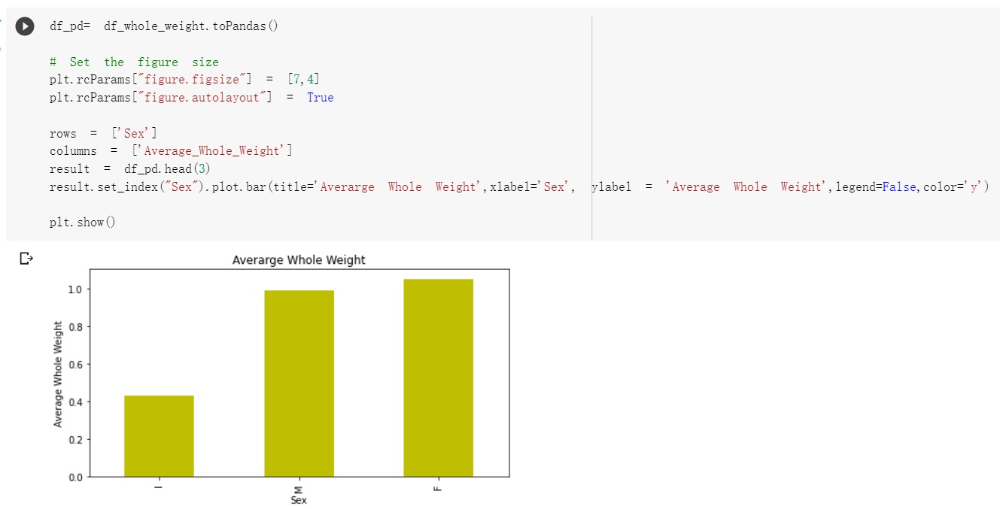 df_pd= df_whole_weight.toPandas()
# Set the figure size
plt.rcParams["figure.figsize"] = [7,4]
plt.rcParams["figure.autolayout"] = True
rows = ['Sex']
columns = ['Average_Whole_Weight']
result = df_pd.head(3)
result.set_index("Sex").plot.bar(title='Averarge Whole Weight',xlabel='Sex', ylabel = 'Average Whole Weight',legend=False,color='y')
plt.show()
Averarge Whole Weight
Average Whole Weight
1.0
0.8
0.6
0.4
0.2
0.0
I
M
F
Sex